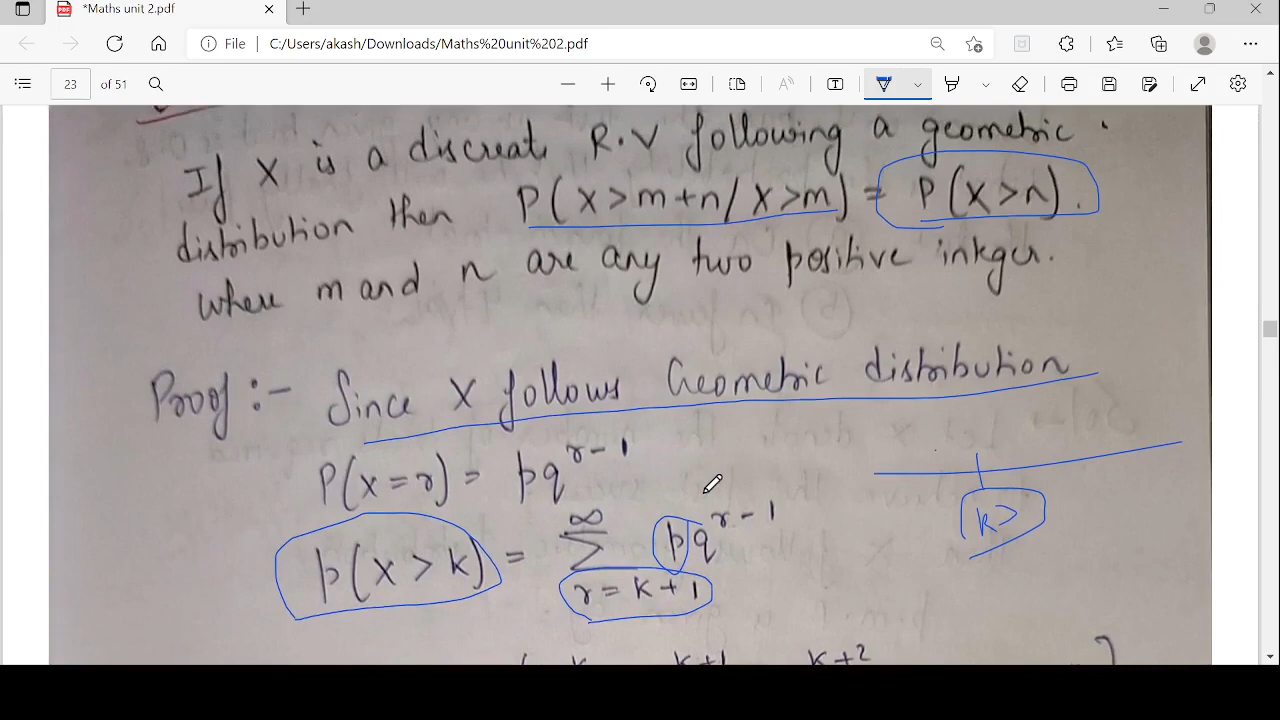 *Maths unit 2.pdf
File C:/Users/akash/Downloads/Maths%20unit%202.pdf
23 of 51
If X is a discreat R.V following a geometric
distribution then P(X>m+n/X>m) = P(X>n).
where m and n are any two positive integer.
Proof :- Since X follows Geometric distribution
P(X=r) = pq^{r-1}
p(X>k) = ∞ ∑ r=k+1 pq^{r-1}
k>
k k+1 k+2